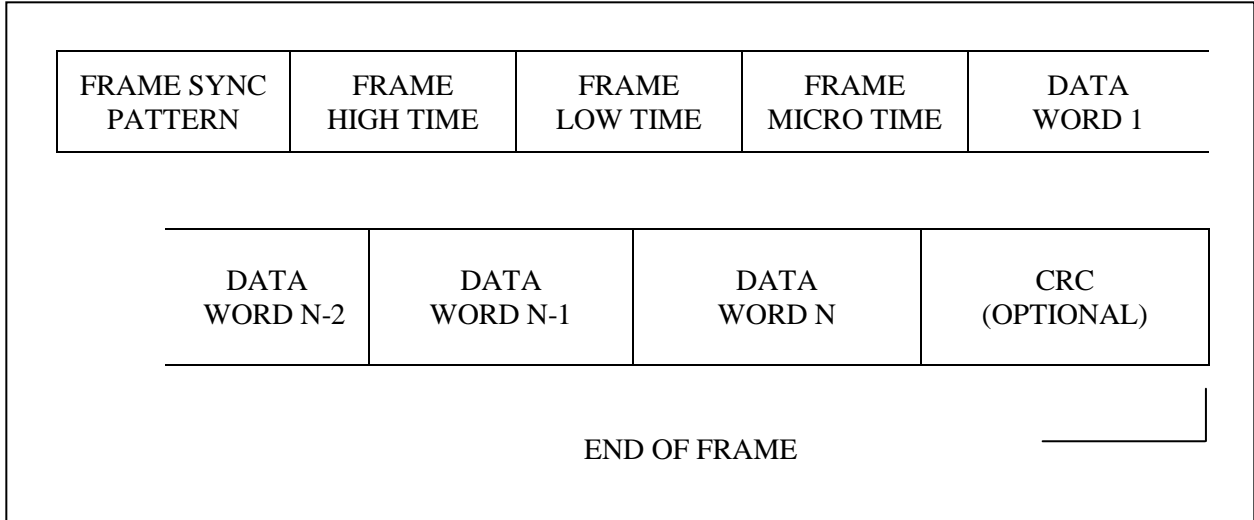 FRAME SYNC PATTERN
FRAME HIGH TIME
FRAME LOW TIME
FRAME MICRO TIME
DATA WORD 1
DATA WORD N-2
DATA WORD N-1
DATA WORD N
CRC (OPTIONAL)
END OF FRAME